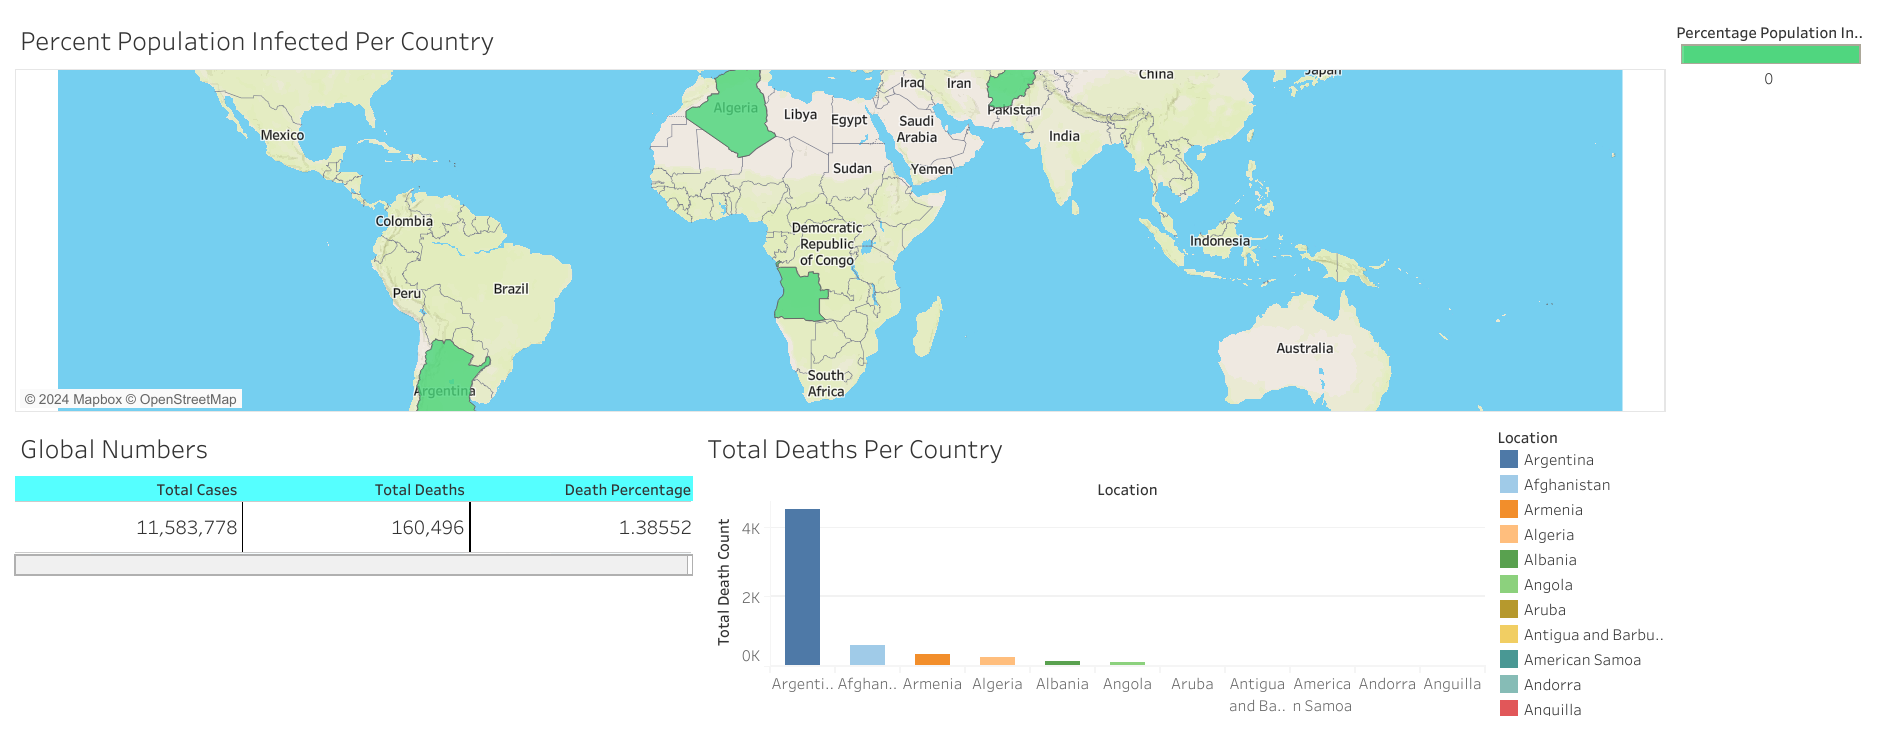 Percent Population Infected Per Country
Percentage Population In..
0
China
Japan
Iraq
Iran
Algeria
Libya
Egypt
Pakistan
Saudi
Arabia
India
Mexico
Sudan
Yemen
Colombia
Democratic
Republic
of Congo
Indonesia
Peru
Brazil
Australia
South
Africa
Argentina
© 2024 Mapbox © OpenStreetMap
Global Numbers
Total Cases Total Deaths Death Percentage
11,583,778 160,496 1.38552
Total Deaths Per Country
Location
Total Death Count
4K
2K
0K
Argenti.. Afghan.. Armenia Algeria Albania Angola Aruba Antigua America Andorra Anguilla
and Ba.. n Samoa
Location
Argentina
Afghanistan
Armenia
Algeria
Albania
Angola
Aruba
Antigua and Barbu..
American Samoa
Andorra
Anguilla